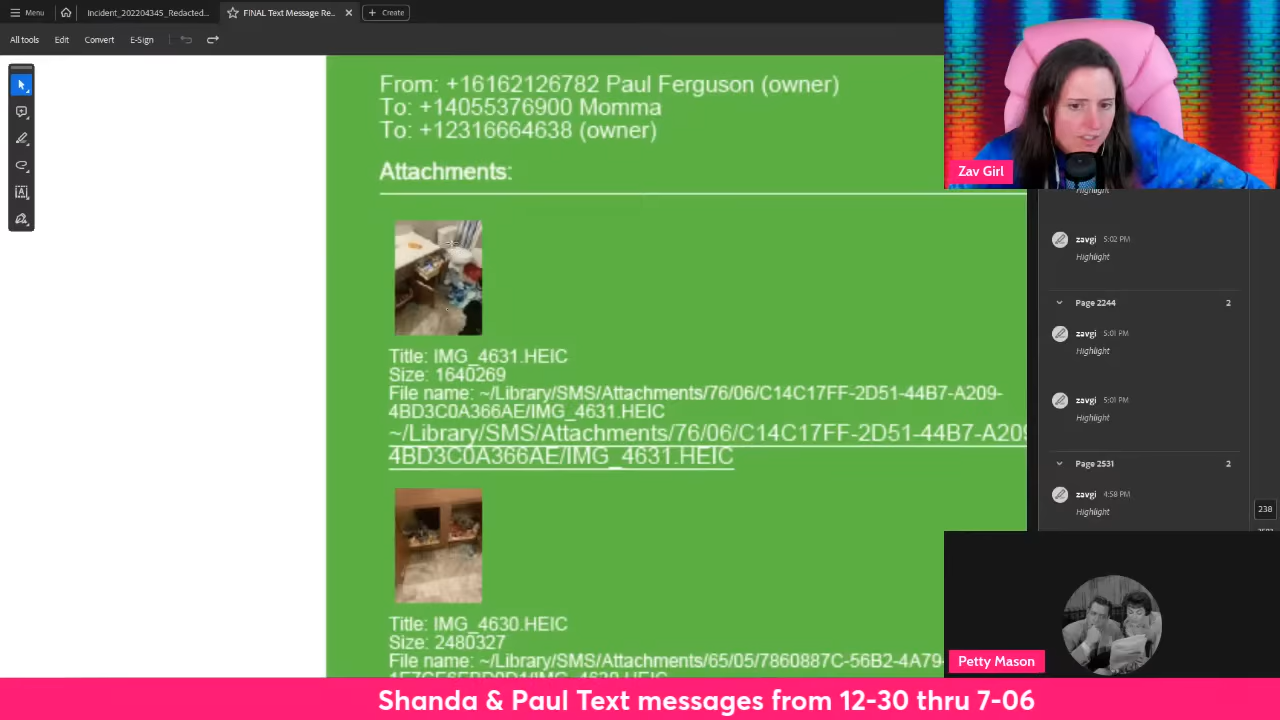 Menu
Incident_202204345_Redacted...
FINAL Text Message Re...
Create
All tools
Edit
Convert
E-Sign
From: +16162126782 Paul Ferguson (owner)
To: +14055376900 Momma
To: +12316664638 (owner)
Attachments:
Title: IMG_4631.HEIC
Size: 1640269
File name: ~/Library/SMS/Attachments/76/06/C14C17FF-2D51-44B7-A209-
4BD3C0A366AE/IMG_4631.HEIC
~/Library/SMS/Attachments/76/06/C14C17FF-2D51-44B7-A209
4BD3C0A366AE/IMG_4631.HEIC
Title: IMG_4630.HEIC
Size: 2480327
File name: ~/Library/SMS/Attachments/65/05/7860887C-56B2-4A79-
Zav Girl
Highlight
zavgi 5:02 PM
Highlight
Page 2244 2
zavgi 5:01 PM
Highlight
zavgi 5:01 PM
Highlight
Page 2531 2
zavgi 4:58 PM
Highlight
238
Petty Mason
Shanda & Paul Text messages from 12-30 thru 7-06